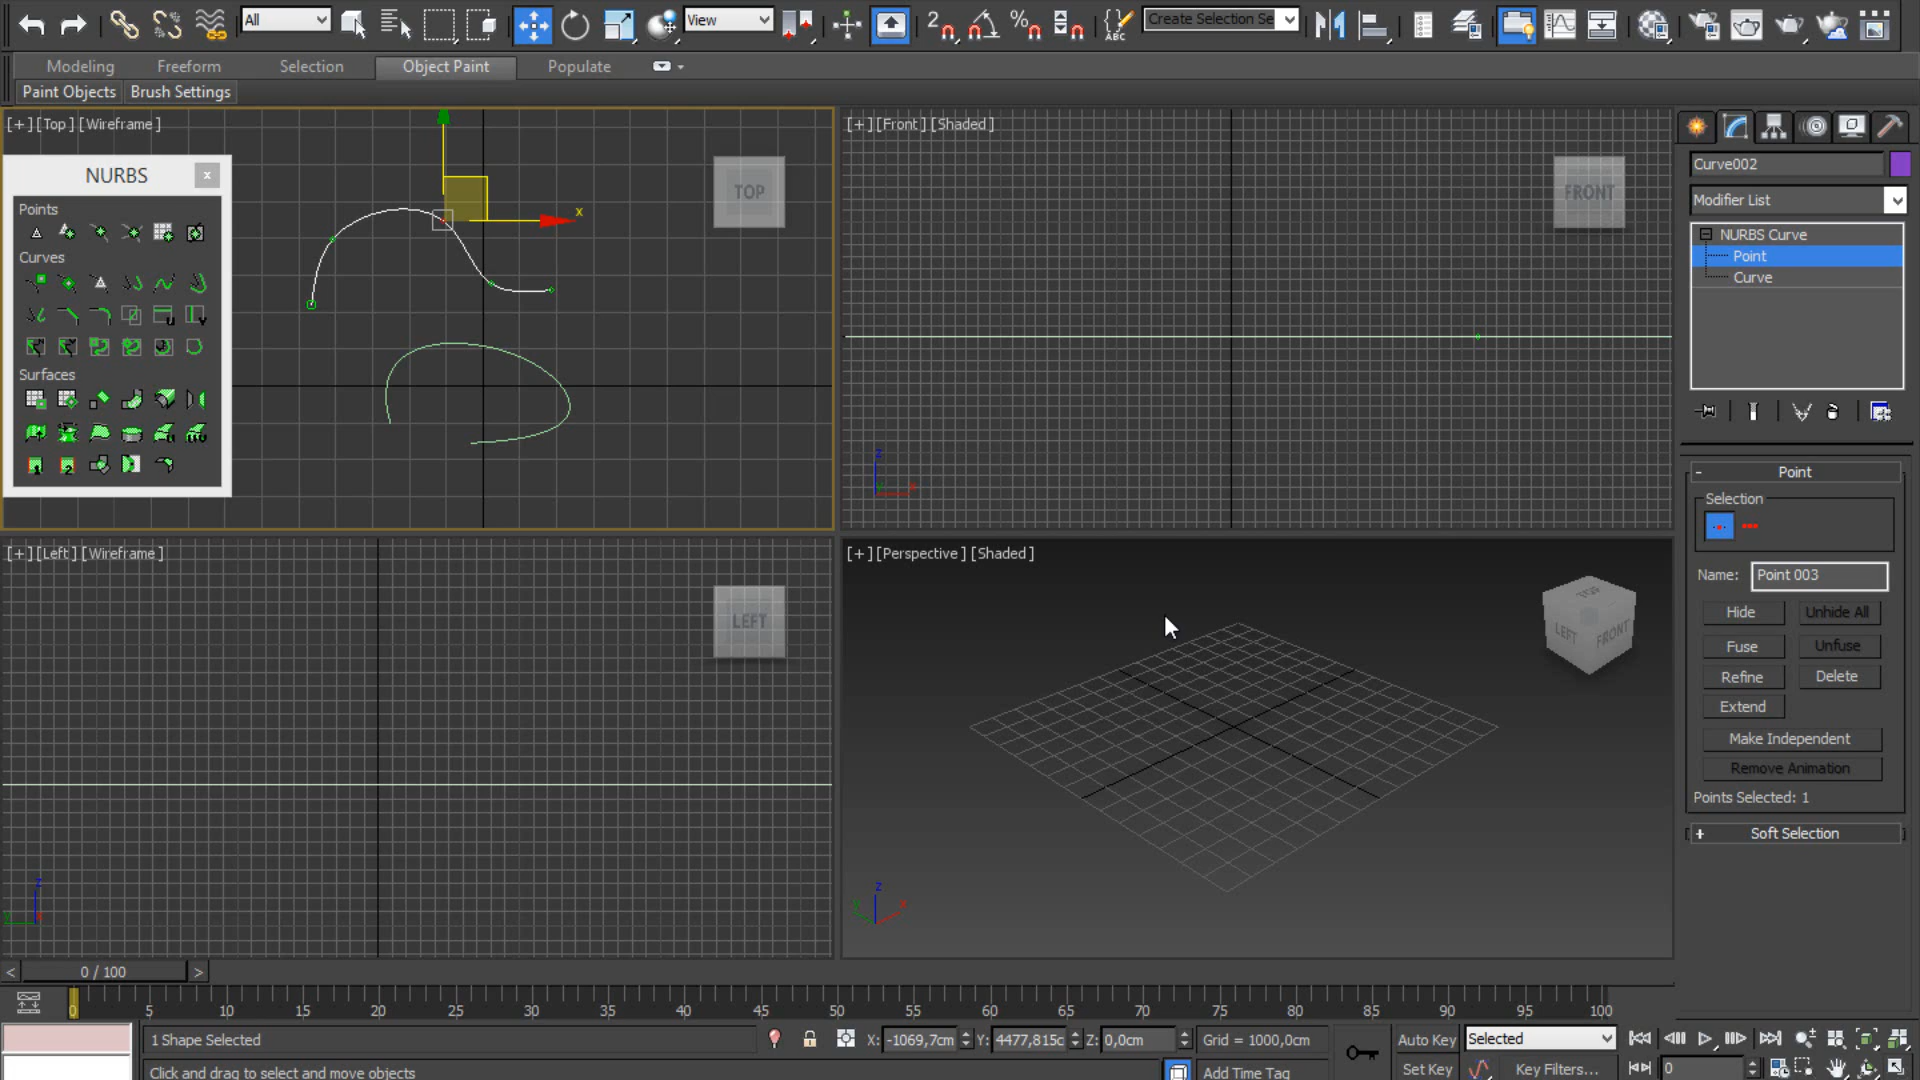 All
View
Create Selection Se
Modeling
Freeform
Selection
Object Paint
Populate
Paint Objects
Brush Settings
[+] [Top ] [Wireframe ]
[+] [Front ] [Shaded ]
NURBS
x
Points
Curves
Surfaces
TOP
x
FRONT
z
x
Curve002
Modifier List
NURBS Curve
Point
Curve
- Point
Selection
Name: Point 003
Hide
Unhide All
Fuse
Unfuse
Refine
Delete
Extend
Make Independent
Remove Animation
Points Selected: 1
+ Soft Selection
[+] [Left ] [Wireframe ]
LEFT
z
y
[+] [Perspective ] [Shaded ]
TOP
LEFT
FRONT
z
y
x
< 0 / 100 >
0 5 10 15 20 25 30 35 40 45 50 55 60 65 70 75 80 85 90 95 100
1 Shape Selected
X: -1069,7cm Y: 4477,815c Z: 0,0cm
Grid = 1000,0cm
Auto Key
Selected
Click and drag to select and move objects
Add Time Tag
Set Key
Key Filters...
0